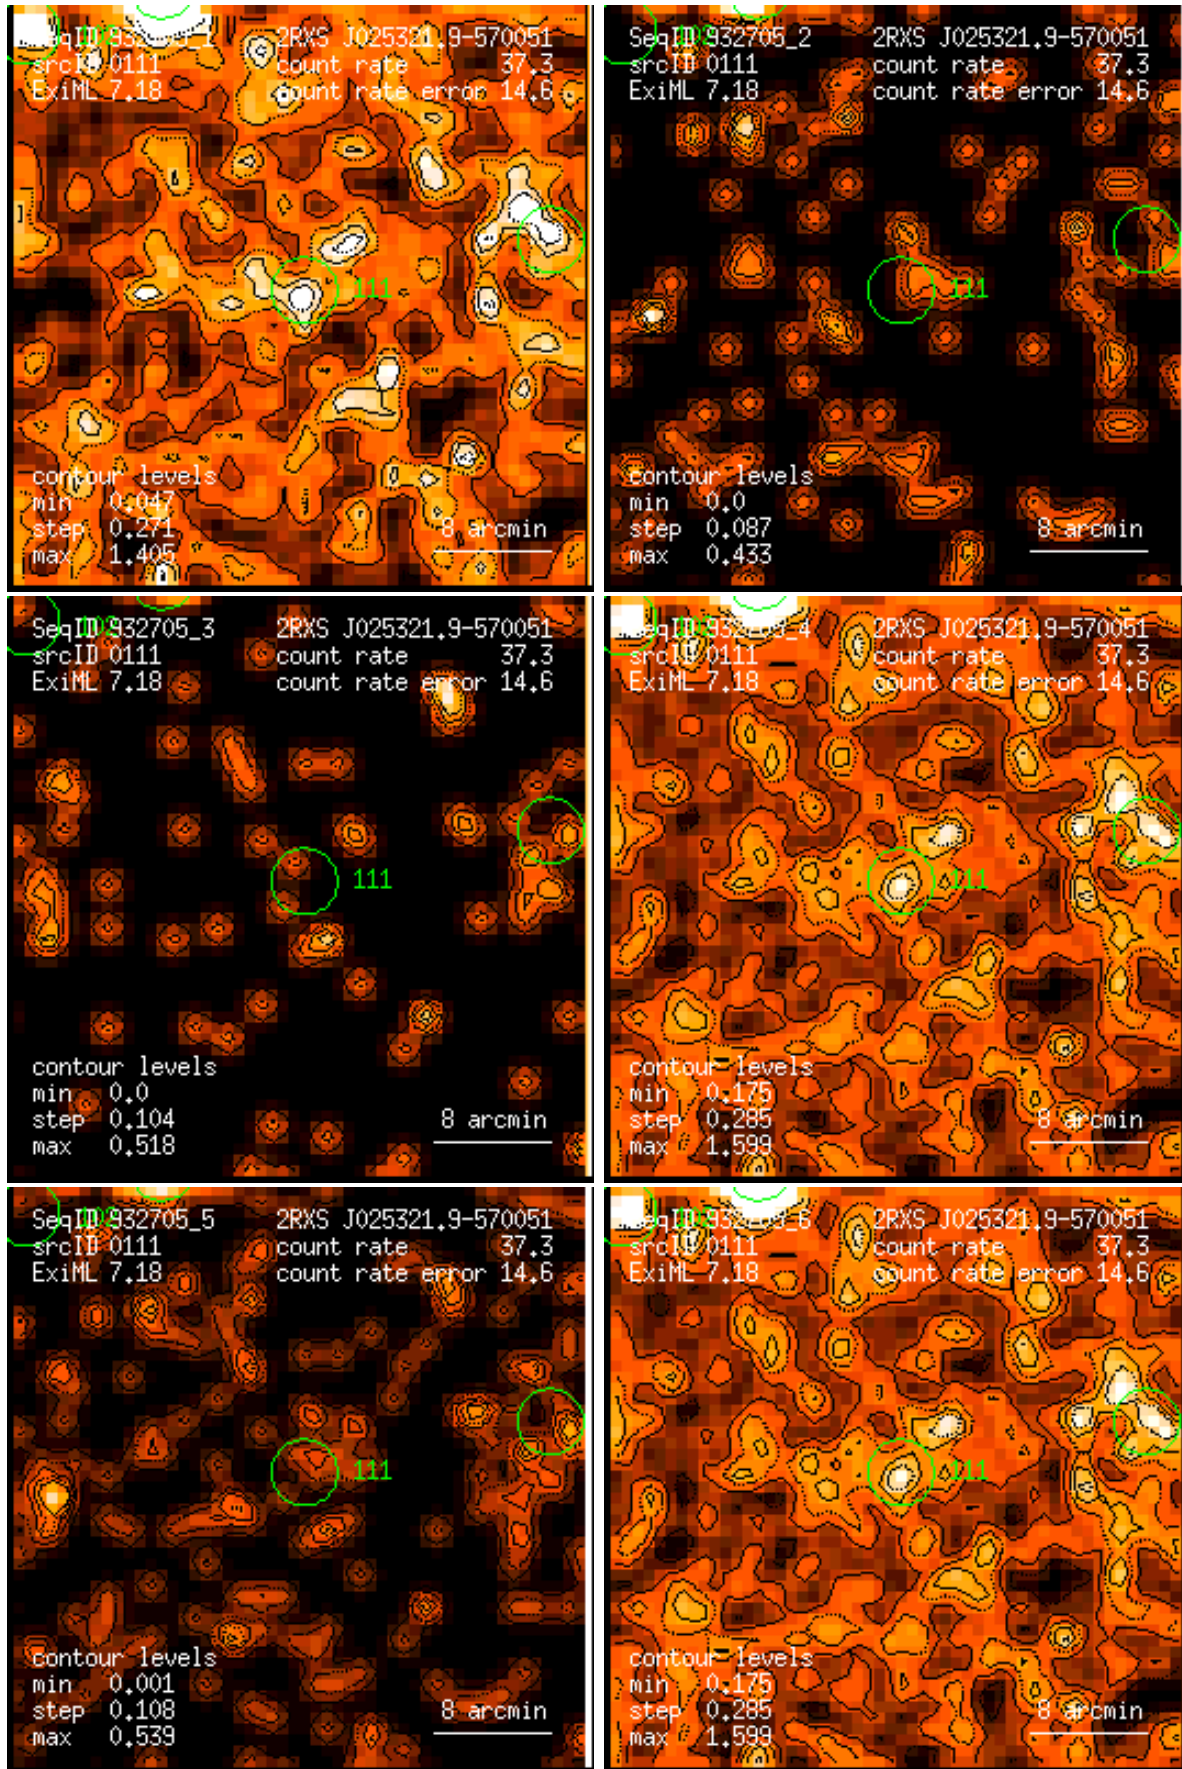 SeqID 932705_1 2RXS J025321.9-570051
srcID 0111 count rate 37.3
ExiML 7.18 count rate error 14.6
111
contour levels
min 0.047
step 0.271 8 arcmin
max 1.405
SeqID 932705_2 2RXS J025321.9-570051
srcID 0111 count rate 37.3
ExiML 7.18 count rate error 14.6
111
contour levels
min 0.0
step 0.087 8 arcmin
max 0.433
SeqID 932705_3 2RXS J025321.9-570051
srcID 0111 count rate 37.3
ExiML 7.18 count rate error 14.6
111
contour levels
min 0.0
step 0.104 8 arcmin
max 0.518
SeqID 932705_4 2RXS J025321.9-570051
srcID 0111 count rate 37.3
ExiML 7.18 count rate error 14.6
111
contour levels
min 0.175
step 0.285 8 arcmin
max 1.599
SeqID 932705_5 2RXS J025321.9-570051
srcID 0111 count rate 37.3
ExiML 7.18 count rate error 14.6
111
contour levels
min 0.001
step 0.108 8 arcmin
max 0.539
SeqID 932705_6 2RXS J025321.9-570051
srcID 0111 count rate 37.3
ExiML 7.18 count rate error 14.6
111
contour levels
min 0.175
step 0.285 8 arcmin
max 1.599